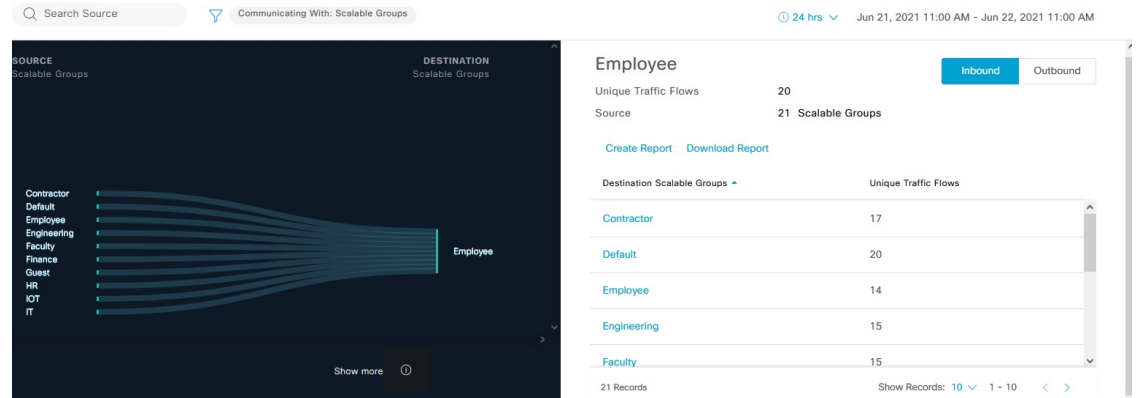 Search Source
Communicating With: Scalable Groups
24 hrs
Jun 21, 2021 11:00 AM - Jun 22, 2021 11:00 AM
SOURCE
Scalable Groups
DESTINATION
Scalable Groups
Contractor
Default
Employee
Engineering
Faculty
Finance
Guest
HR
IOT
IT
Employee
Show more
Employee
Inbound Outbound
Unique Traffic Flows 20
Source 21 Scalable Groups
Create Report Download Report
Destination Scalable Groups Unique Traffic Flows
Contractor 17
Default 20
Employee 14
Engineering 15
Faculty 15
21 Records Show Records: 10 1 - 10